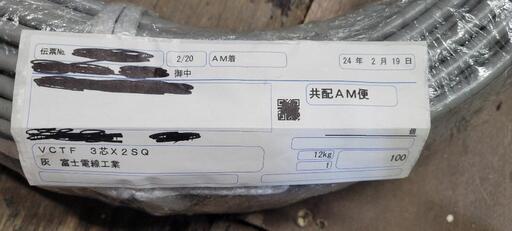 伝票No.
2/20 AM着 24年 2月 19日
御中
共配AM便
VCTF 3芯X2SQ 12kg 100
灰 富士電線工業